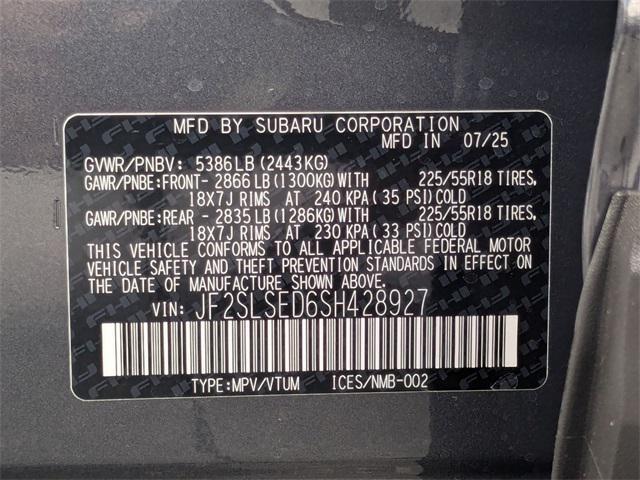 MFD BY SUBARU CORPORATION
MFD IN 07/25
GVWR/PNBV: 5386LB(2443KG)
GAWR/PNBE:FRONT- 2866LB(1300KG)WITH 225/55R18 TIRES,
18X7J RIMS AT 240 KPA(35 PSI)COLD
GAWR/PNBE:REAR - 2835LB(1286KG)WITH 225/55R18 TIRES,
18X7J RIMS AT 230 KPA(33 PSI)COLD
THIS VEHICLE CONFORMS TO ALL APPLICABLE FEDERAL MOTOR
VEHICLE SAFETY AND THEFT PREVENTION STANDARDS IN EFFECT ON
THE DATE OF MANUFACTURE SHOWN ABOVE.
VIN: JF2SLSED6SH428927
TYPE:MPV/VTUM ICES/NMB-002